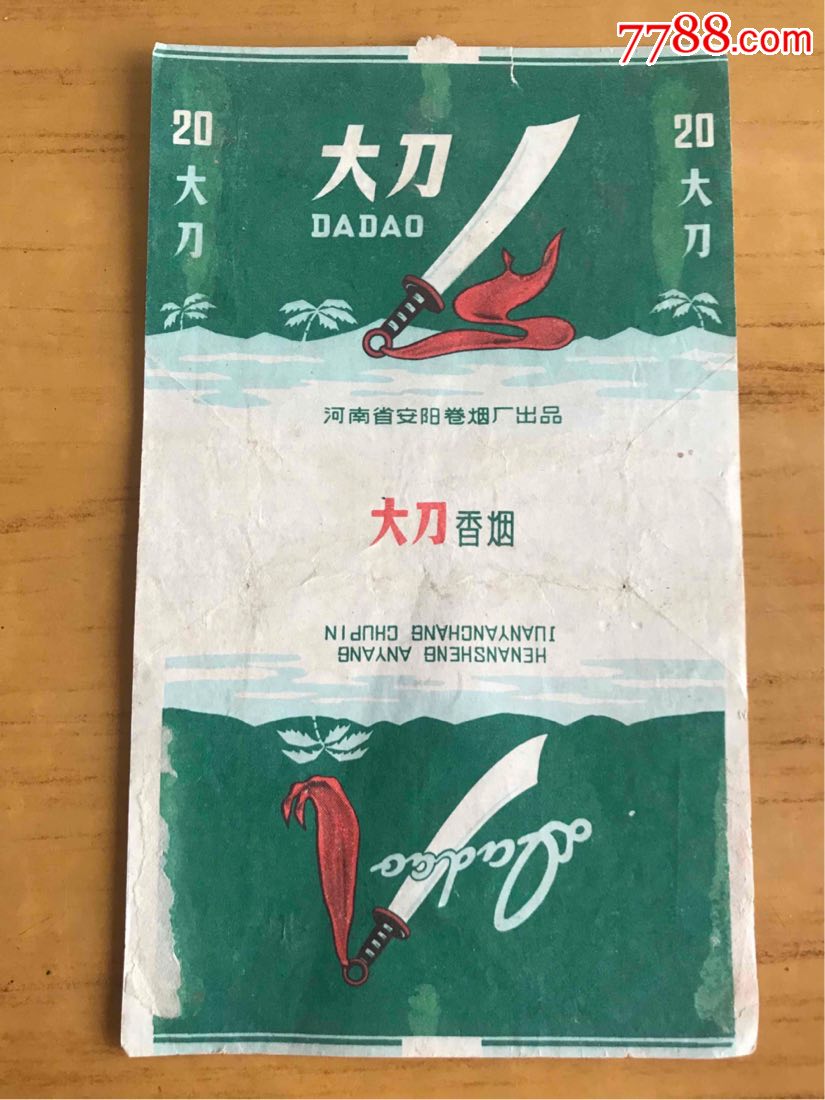 7788.com
20
大刀
大刀
DADAO
20
大刀
河南省安阳卷烟厂出品
大刀香烟
HENANSHENG ANYANG
JUANYANCHANG CHUPIN
Dadao